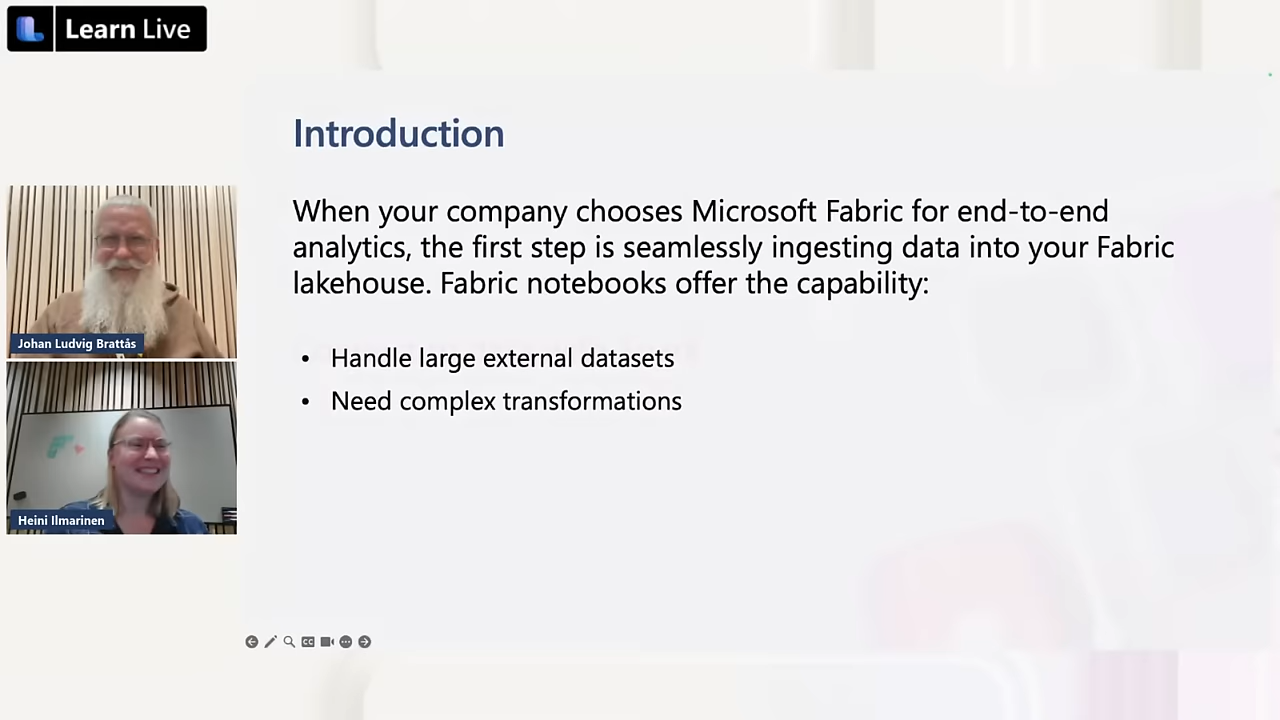 Learn Live
Introduction
When your company chooses Microsoft Fabric for end-to-end
analytics, the first step is seamlessly ingesting data into your Fabric
lakehouse. Fabric notebooks offer the capability:
• Handle large external datasets
• Need complex transformations
Johan Ludvig Brattås
Heini Ilmarinen